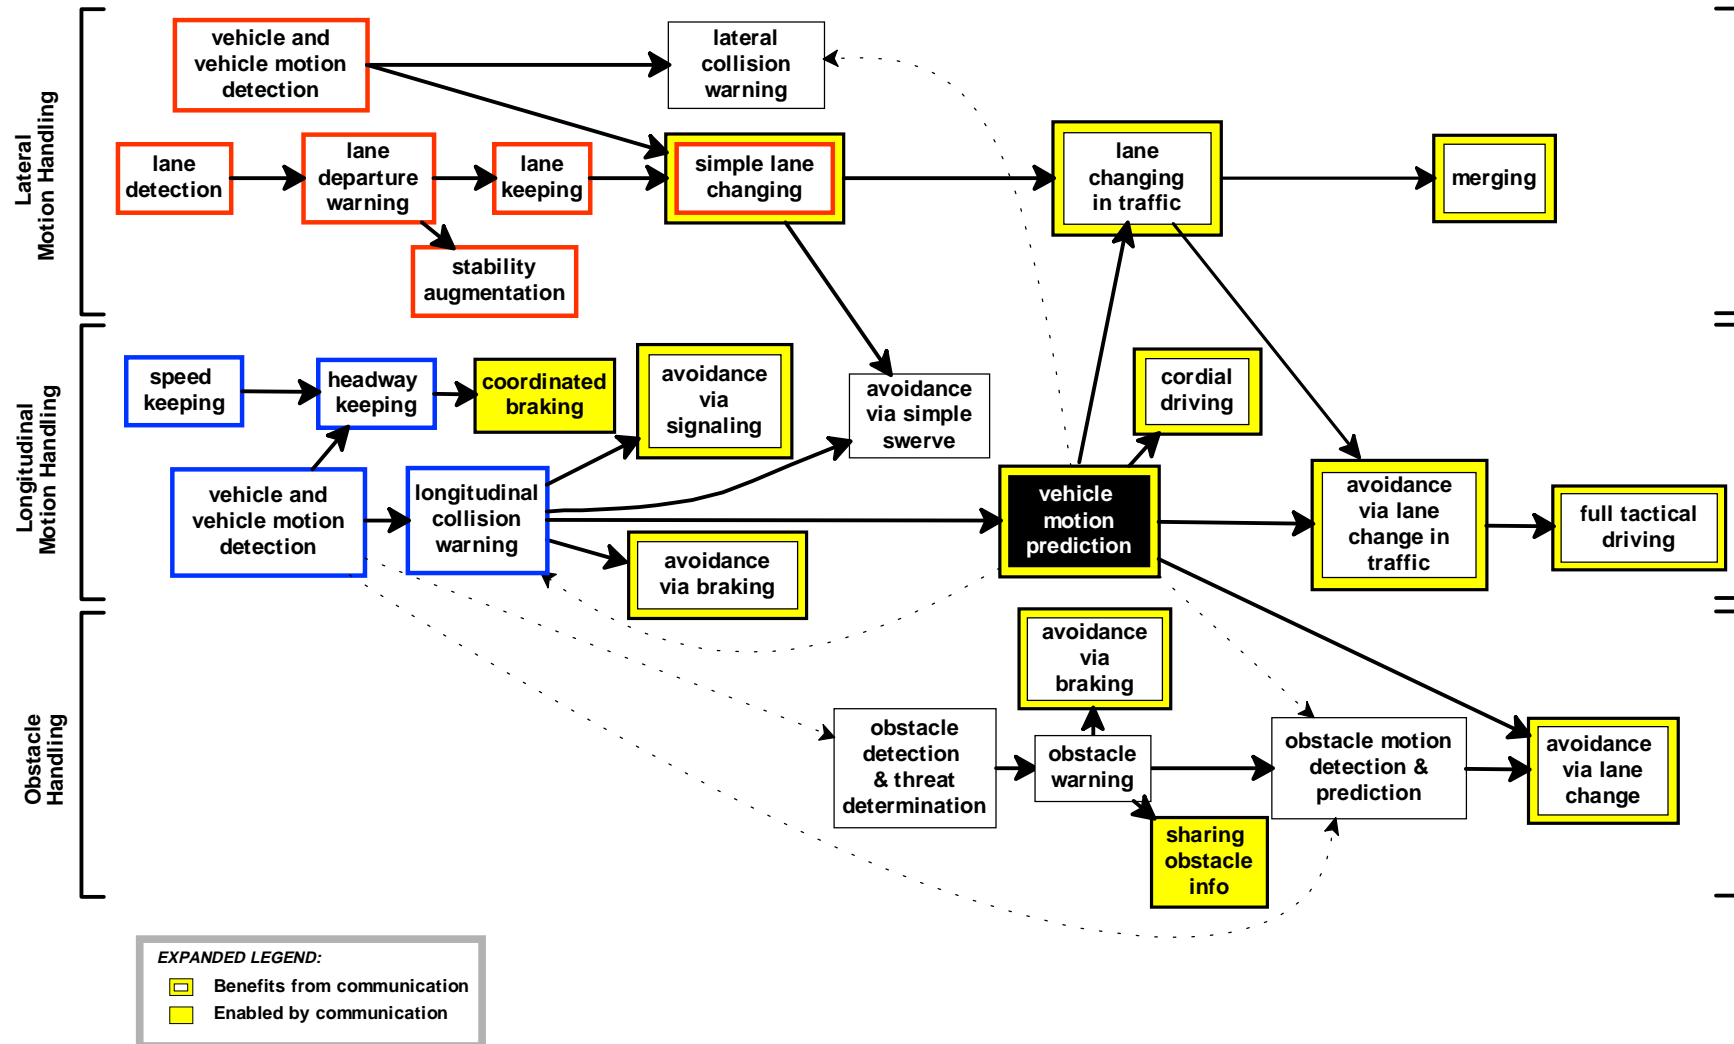 Lateral
Motion Handling
vehicle and
vehicle motion
detection
lateral
collision
warning
lane
detection
lane
departure
warning
lane
keeping
simple lane
changing
lane
changing
in traffic
merging
stability
augmentation
Longitudinal
Motion Handling
speed
keeping
headway
keeping
coordinated
braking
avoidance
via
signaling
avoidance
via simple
swerve
cordial
driving
vehicle and
vehicle motion
detection
longitudinal
collision
warning
avoidance
via braking
vehicle
motion
prediction
avoidance
via lane
change in
traffic
full tactical
driving
Obstacle
Handling
avoidance
via
braking
obstacle
detection
& threat
determination
obstacle
warning
obstacle motion
detection &
prediction
avoidance
via lane
change
sharing
obstacle
info
EXPANDED LEGEND:
Benefits from communication
Enabled by communication